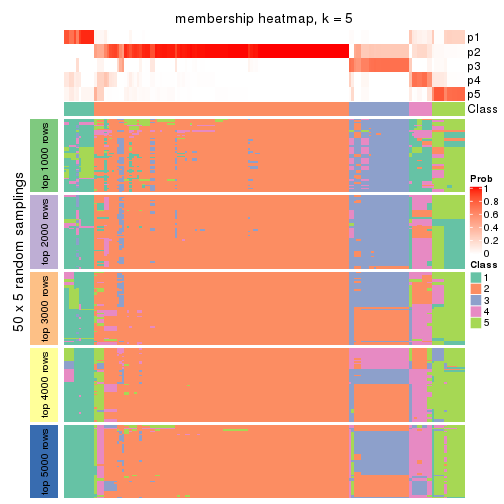 membership heatmap, k = 5
p1
p2
p3
p4
p5
Class
50 x 5 random samplings
top 1000 rows
top 2000 rows
top 3000 rows
top 4000 rows
top 5000 rows
Prob
1
0.8
0.6
0.4
0.2
0
Class
1
2
3
4
5